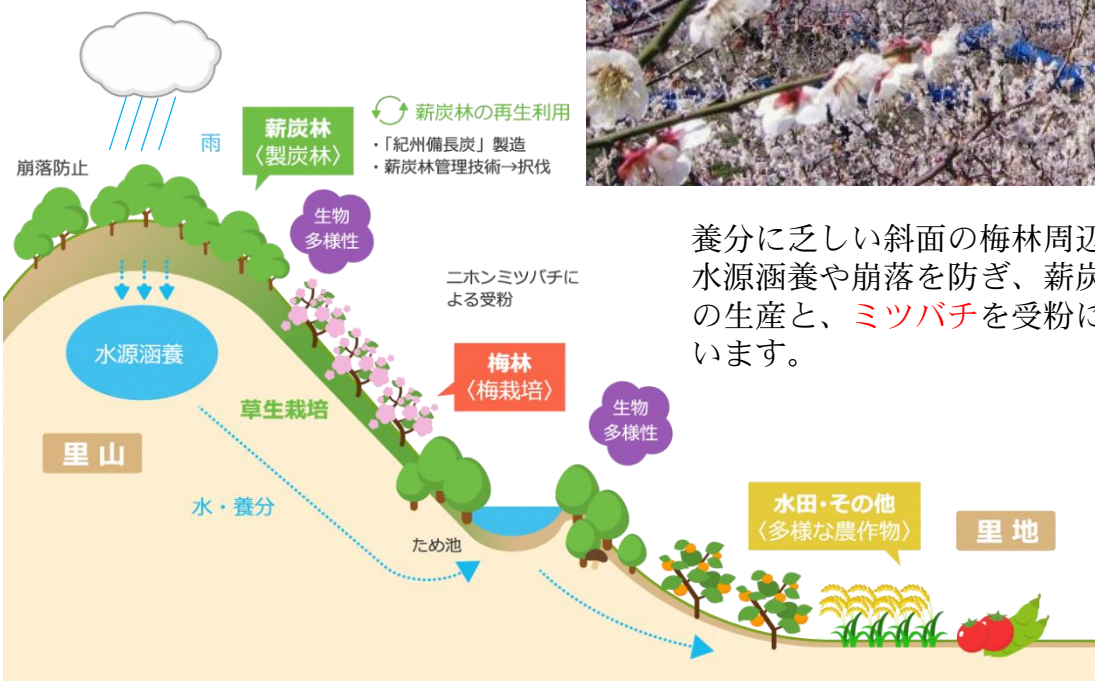 雨
薪炭林
〈製炭林〉
薪炭林の再生利用
・「紀州備長炭」製造
・薪炭林管理技術→択伐
崩落防止
生物
多様性
ニホンミツバチに
よる受粉
養分に乏しい斜面の梅林周辺
水源涵養や崩落を防ぎ、薪炭
の生産と、ミツバチを受粉に
います。
水源涵養
梅林
〈梅栽培〉
草生栽培
生物
多様性
里山
水・養分
ため池
水田・その他
〈多様な農作物〉
里地